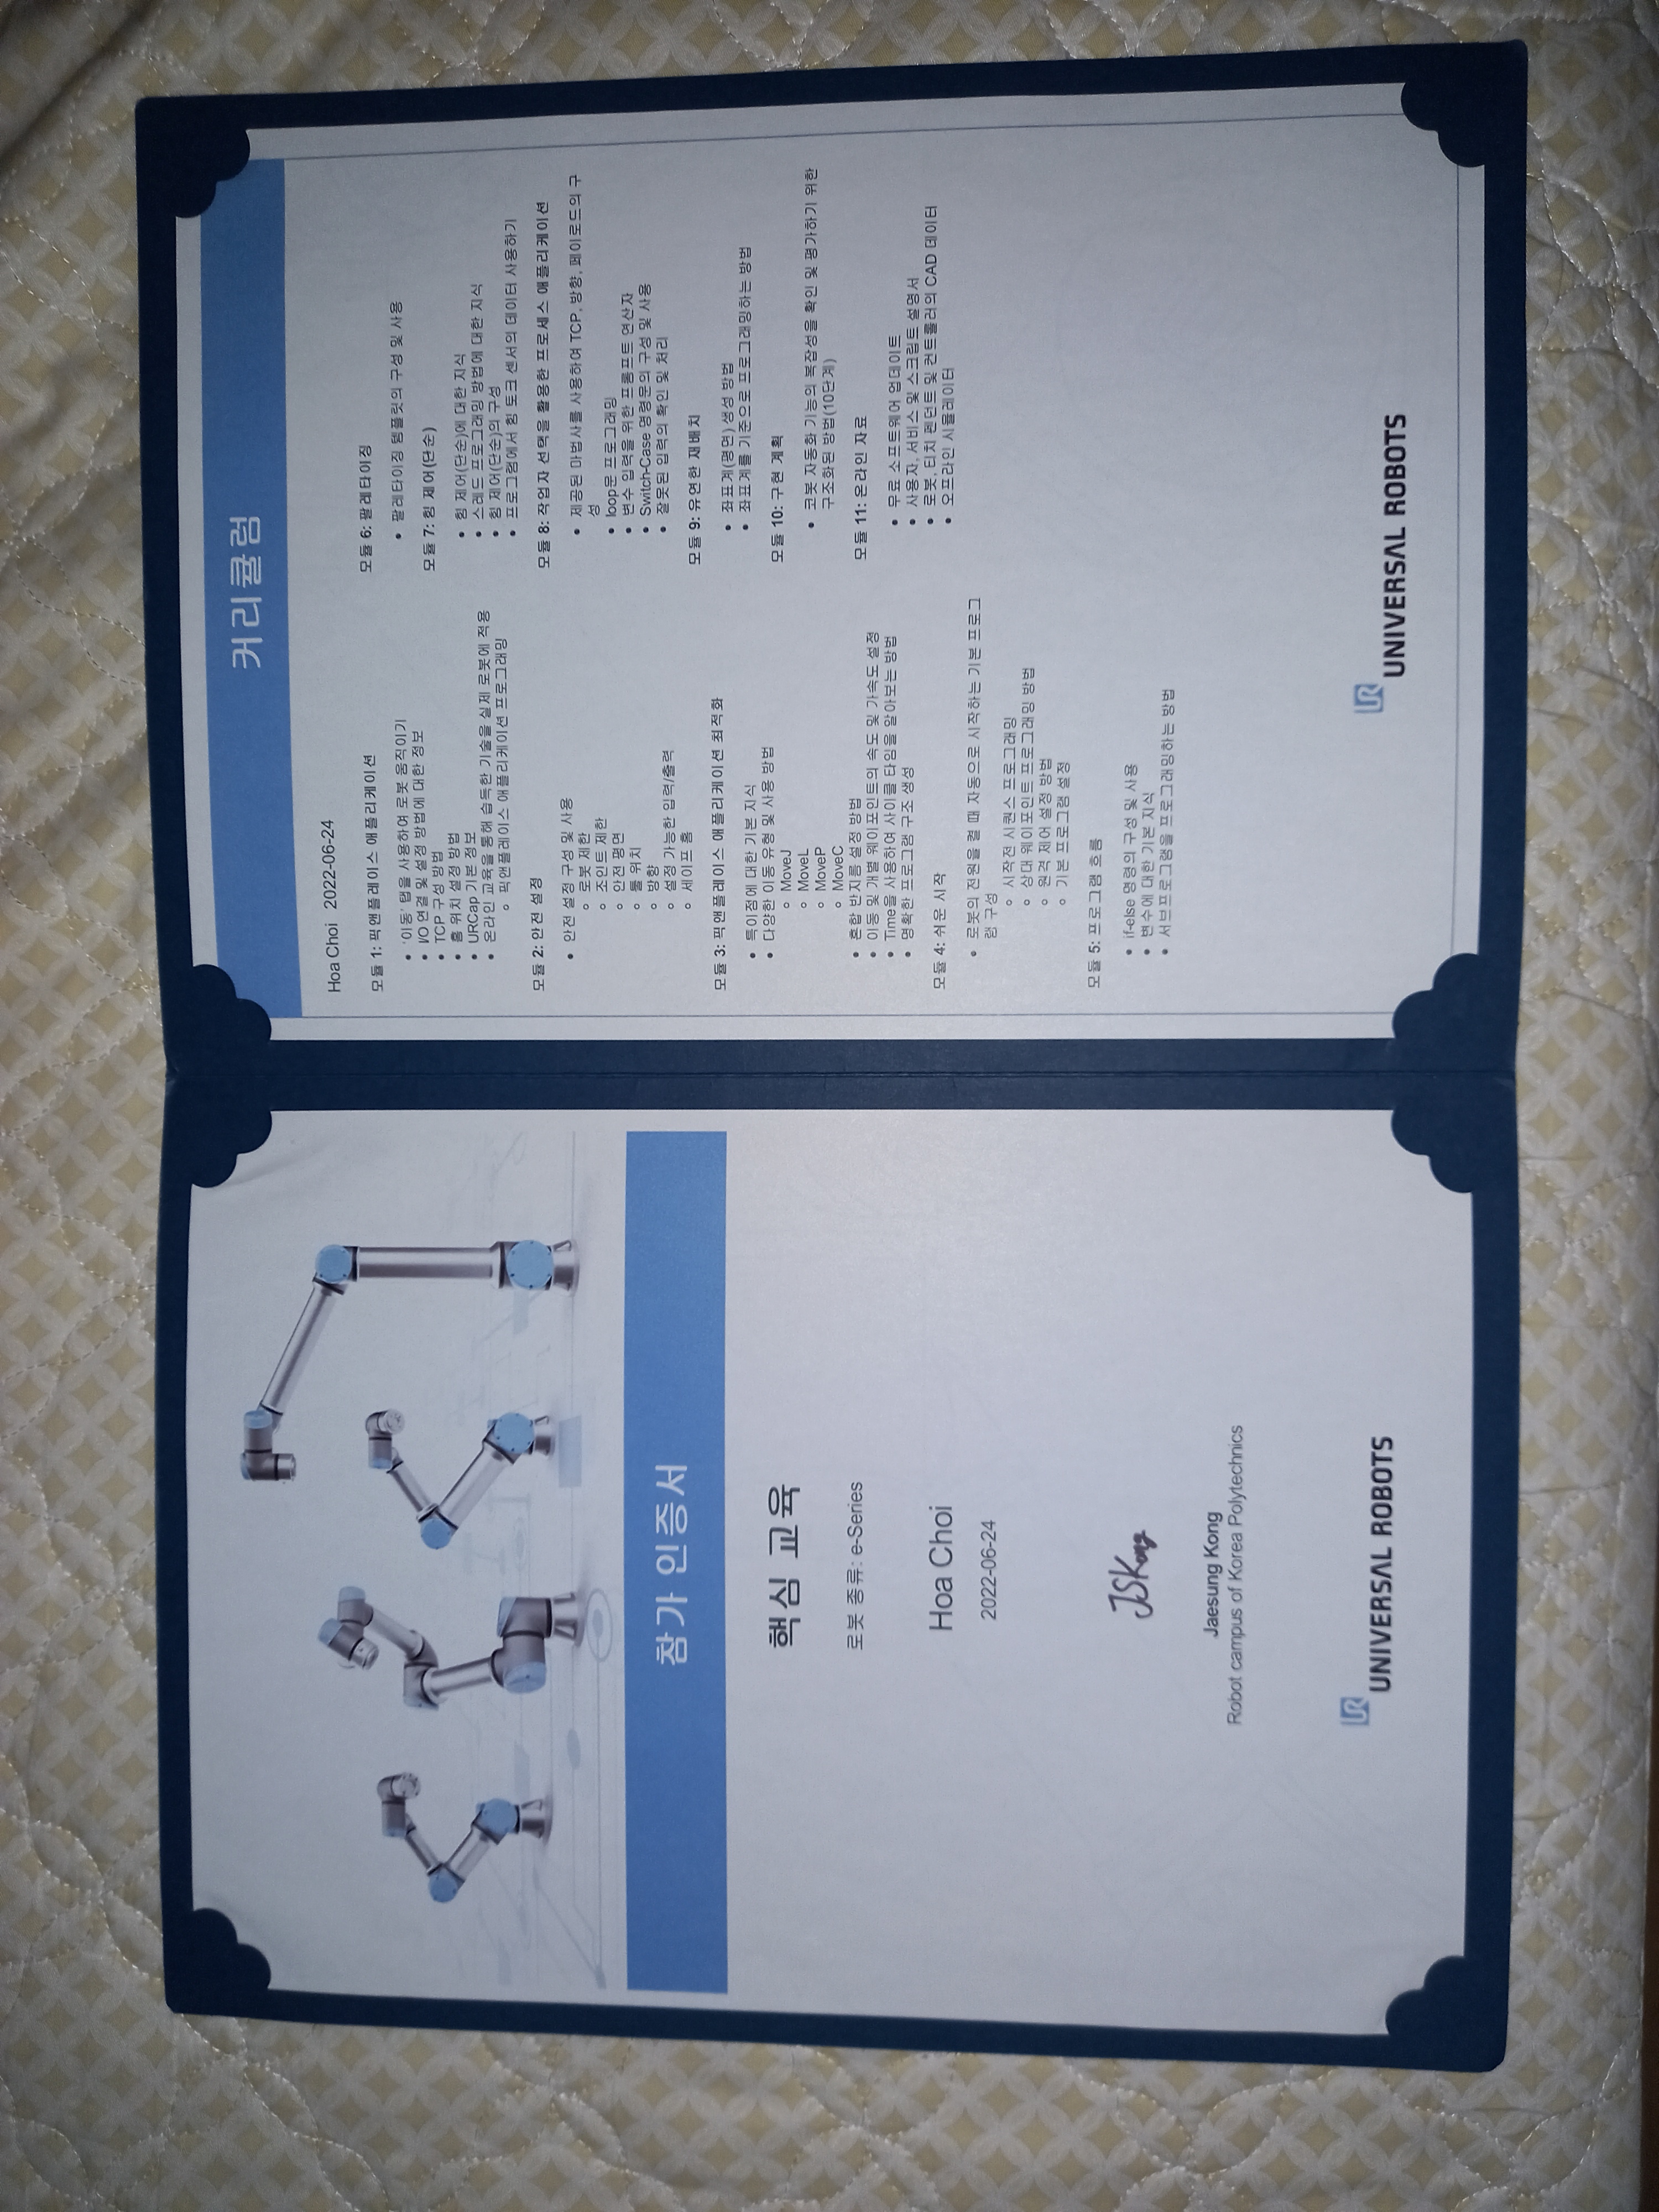 참가 인증서
핵심 교육
로봇 종류: e-Series
Hoa Choi
2022-06-24
JSKong
Jaesung Kong
Robot campus of Korea Polytechnics
UR
UNIVERSAL ROBOTS
커리큘럼
Hoa Choi 2022-06-24
모듈 1: 픽앤플레이스 애플리케이션
• '이동' 탭을 사용하여 로봇 움직이기
• I/O 연결 및 설정 방법에 대한 정보
• TCP 구성 방법
• 홈 위치 설정 방법
• URCap 기본 정보
• 온라인 교육을 통해 습득한 기술을 실제 로봇에 적용
◦ 픽앤플레이스 애플리케이션 프로그래밍
모듈 2: 안전 설정
• 안전 설정 구성 및 사용
◦ 로봇 제한
◦ 조인트 제한
◦ 안전 평면
◦ 툴 위치
◦ 방향
◦ 설정 가능한 입력/출력
◦ 세이프 홈
모듈 3: 픽앤플레이스 애플리케이션 최적화
• 특이점에 대한 기본 지식
• 다양한 이동 유형 및 사용 방법
◦ MoveJ
◦ MoveL
◦ MoveP
◦ MoveC
• 혼합 반지름 설정 방법
• 이동 및 개별 웨이포인트의 속도 및 가속도 설정
• Time을 사용하여 사이클 타임을 알아보는 방법
• 명확한 프로그램 구조 생성
모듈 4: 쉬운 시작
• 로봇의 전원을 켤 때 자동으로 시작하는 기본 프로그
램 구성
◦ 시작전 시퀀스 프로그래밍
◦ 상대 웨이포인트 프로그래밍 방법
◦ 원격 제어 설정 방법
◦ 기본 프로그램 설정
모듈 5: 프로그램 흐름
• if-else 명령의 구성 및 사용
• 변수에 대한 기본 지식
• 서브프로그램을 프로그래밍하는 방법
모듈 6: 팔레타이징
• 팔레타이징 템플릿의 구성 및 사용
모듈 7: 힘 제어(단순)
• 힘 제어(단순)에 대한 지식
• 스레드 프로그래밍 방법에 대한 지식
• 힘 제어(단순)의 구성
• 프로그램에서 힘 토크 센서의 데이터 사용하기
모듈 8: 작업자 선택을 활용한 프로세스 애플리케이션
• 제공된 마법사를 사용하여 TCP, 방향, 페이로드의 구
성
• loop문 프로그래밍
• 변수 입력을 위한 프롬프트 연산자
• Switch-Case 명령문의 구성 및 사용
• 잘못된 입력의 확인 및 처리
모듈 9: 유연한 재배치
• 좌표계(평면) 생성 방법
• 좌표계를 기준으로 프로그래밍하는 방법
모듈 10: 구현 계획
• 코봇 자동화 기능의 복잡성을 확인 및 평가하기 위한
구조화된 방법(10단계)
모듈 11: 온라인 자료
• 무료 소프트웨어 업데이트
• 사용자, 서비스 및 스크립트 설명서
• 로봇, 티치 펜던트 및 컨트롤러의 CAD 데이터
• 오프라인 시뮬레이터
UR
UNIVERSAL ROBOTS